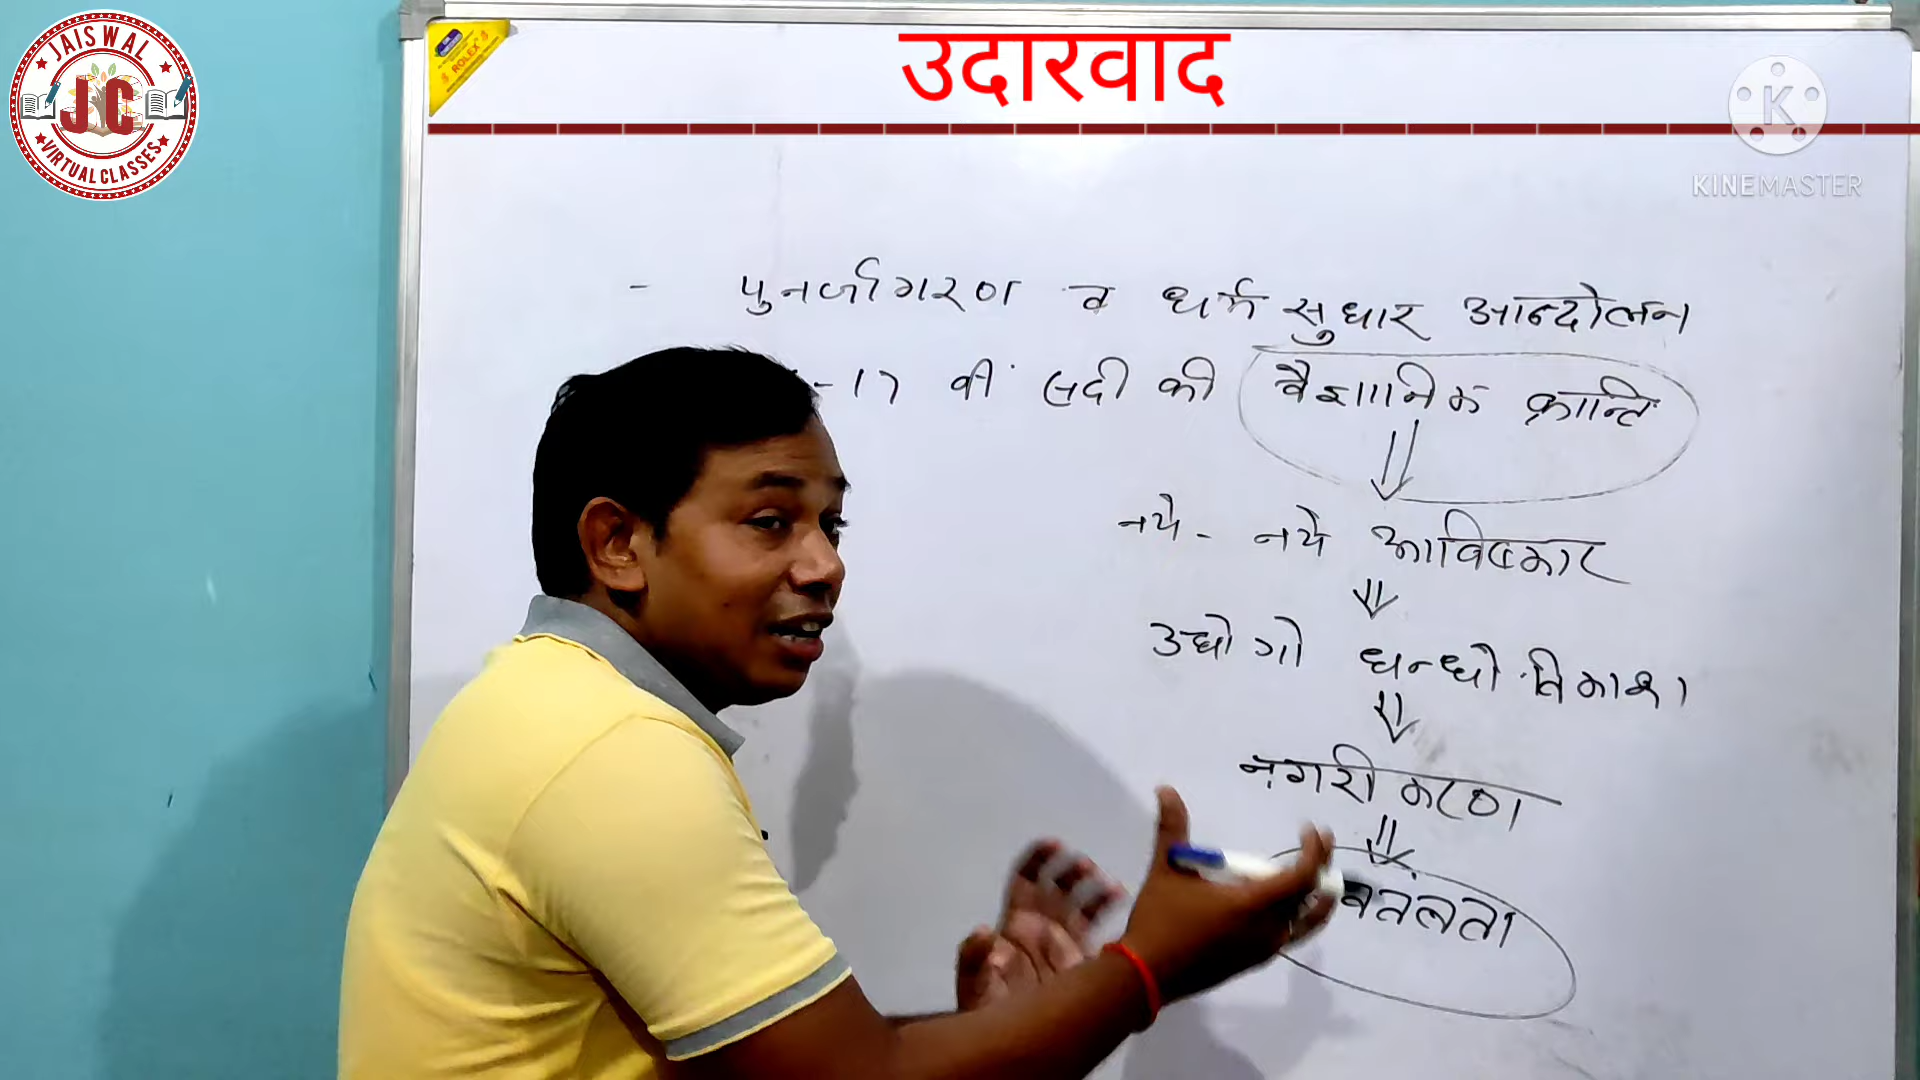 JAISWAL
JC
VIRTUAL CLASSES
ROLEX
उदारवाद
K
KINEMASTER
- पुनर्जागरण व धर्म सुधार आन्दोलन
-17 वीं सदी की वैज्ञानिक क्रान्ति
नये - नये आविष्कार
उद्योगो धन्धो विकाश।
नगरीकरण